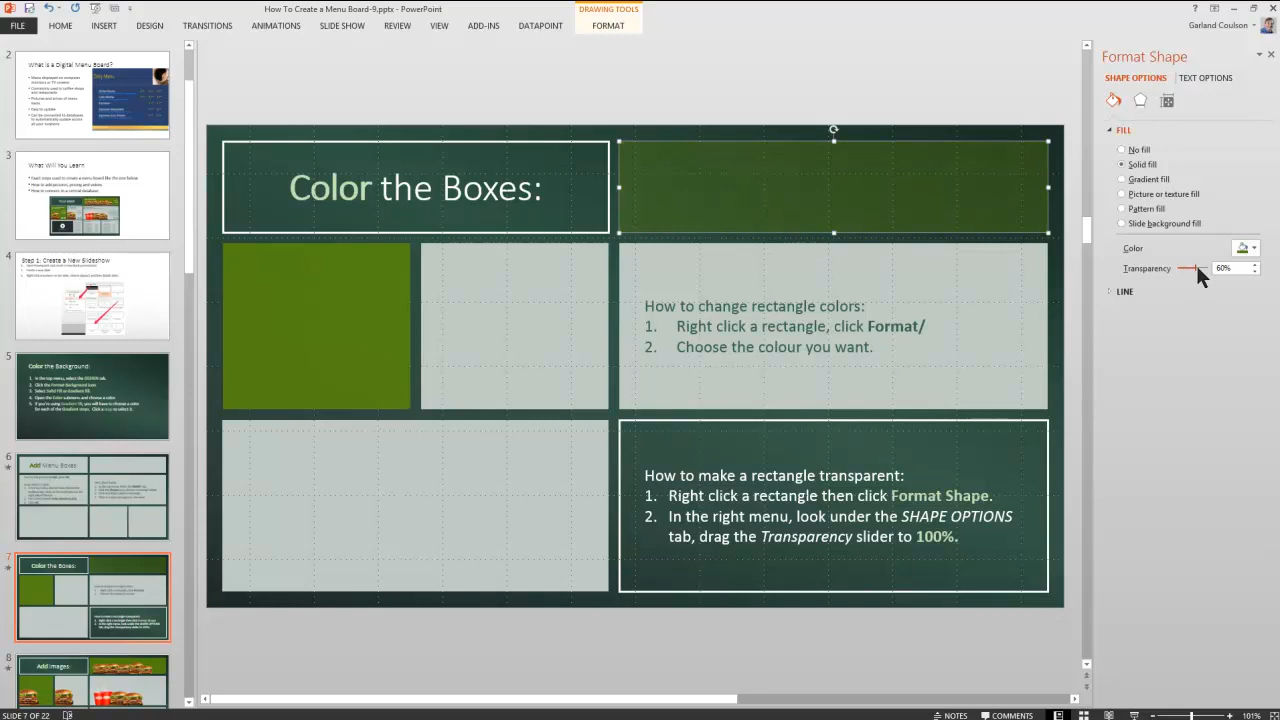 How To Create a Menu Board-9.pptx - PowerPoint
DRAWING TOOLS
FILE HOME INSERT DESIGN TRANSITIONS ANIMATIONS SLIDE SHOW REVIEW VIEW ADD-INS DATAPOINT FORMAT
Garland Coulson
2
What is a Digital Menu Board?
3
What Will You Learn
4
Step 1: Create a New Slideshow
5
Color the Background:
6
Add Menu Boxes:
7
Color the Boxes:
8
Add Images:
Color the Boxes:
How to change rectangle colors:
1. Right click a rectangle, click Format/
2. Choose the colour you want.
How to make a rectangle transparent:
1. Right click a rectangle then click Format Shape.
2. In the right menu, look under the SHAPE OPTIONS
tab, drag the Transparency slider to 100%.
Format Shape
SHAPE OPTIONS TEXT OPTIONS
FILL
No fill
Solid fill
Gradient fill
Picture or texture fill
Pattern fill
Slide background fill
Color
Transparency 60%
LINE
SLIDE 7 OF 22
NOTES COMMENTS 101%